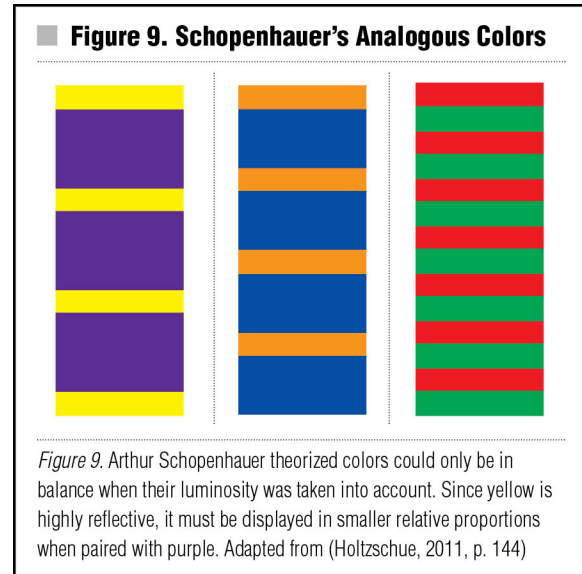 Figure 9. Schopenhauer's Analogous Colors
Figure 9. Arthur Schopenhauer theorized colors could only be in
balance when their luminosity was taken into account. Since yellow is
highly reflective, it must be displayed in smaller relative proportions
when paired with purple. Adapted from (Holtzschue, 2011, p. 144)